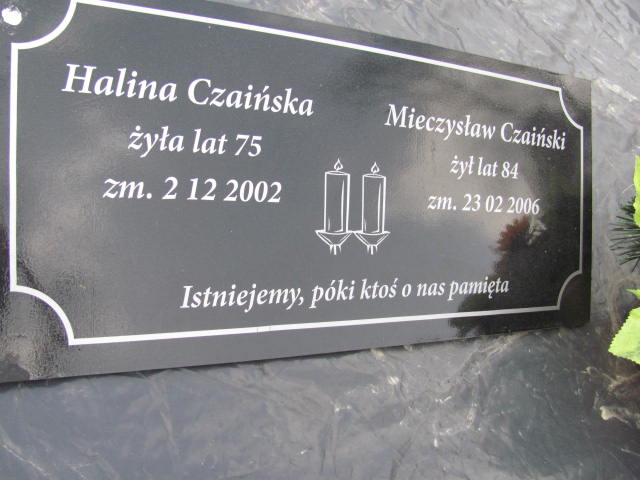 Halina Czaińska
żyła lat 75
zm. 2 12 2002
Mieczysław Czaiński
żył lat 84
zm. 23 02 2006
Istniejemy, póki ktoś o nas pamięta